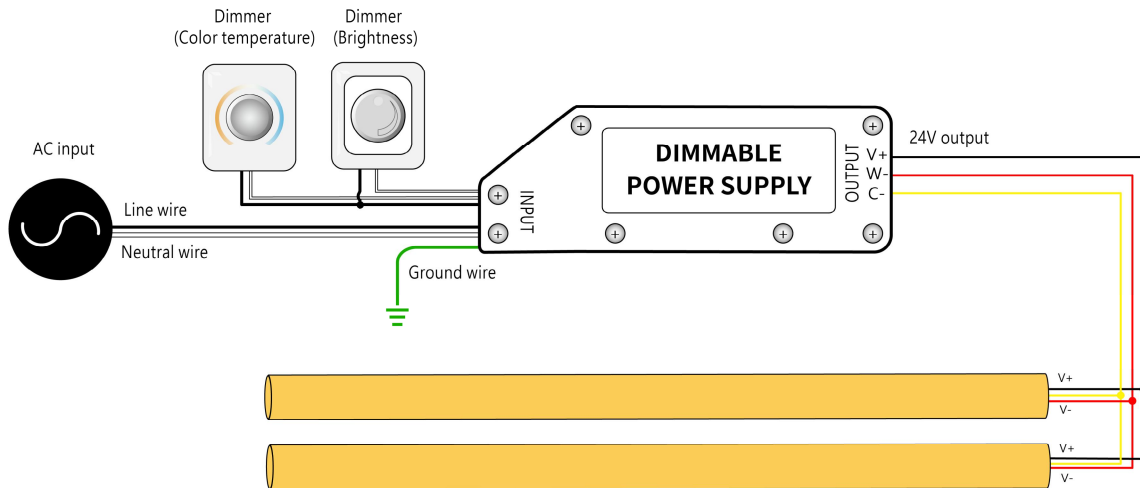 Dimmer
(Color temperature)
Dimmer
(Brightness)
AC input
Line wire
Neutral wire
Ground wire
INPUT
DIMMABLE
POWER SUPPLY
OUTPUT
V+
W-
C-
24V output
V+
V-
V+
V-